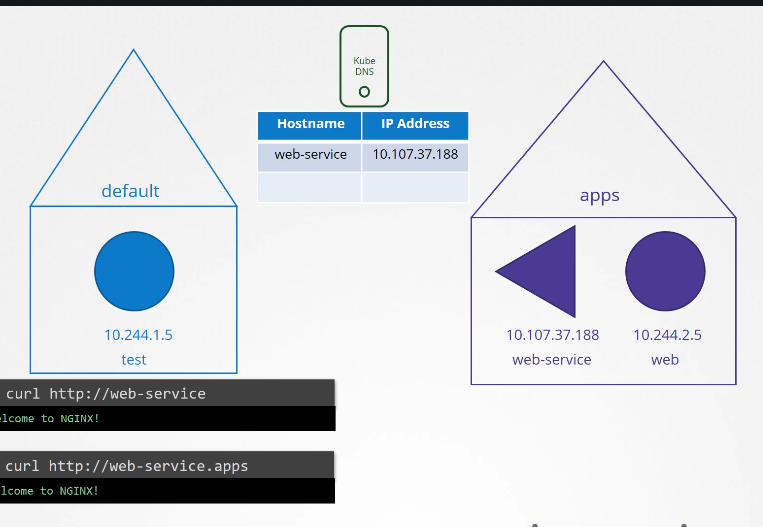 Kube
DNS
Hostname IP Address
web-service 10.107.37.188
default
10.244.1.5
test
apps
10.107.37.188 10.244.2.5
web-service web
curl http://web-service
elcome to NGINX!
curl http://web-service.apps
lcome to NGINX!